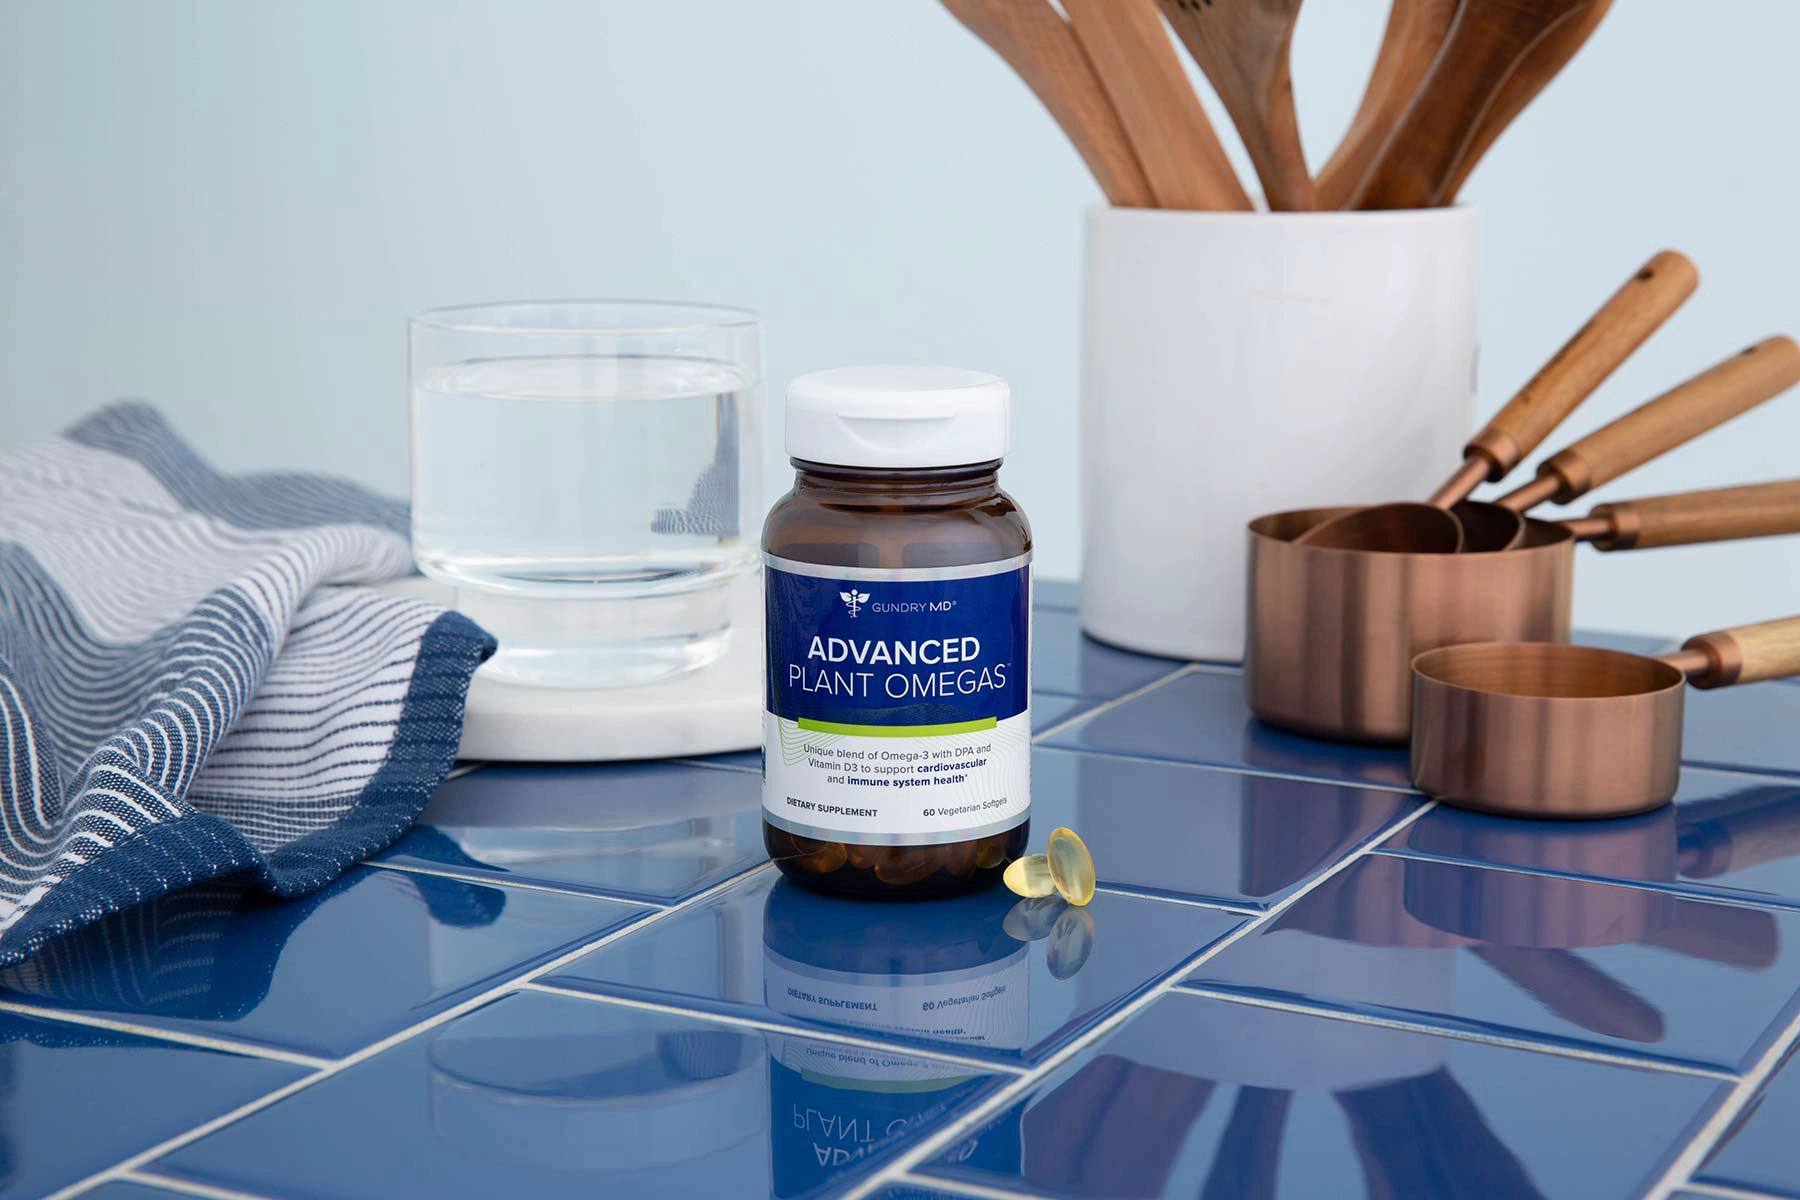 GUNDRY MD®
ADVANCED
PLANT OMEGAS™
Unique blend of Omega-3 with DPA and
Vitamin D3 to support cardiovascular
and immune system health*
DIETARY SUPPLEMENT
60 Vegetarian Softgels